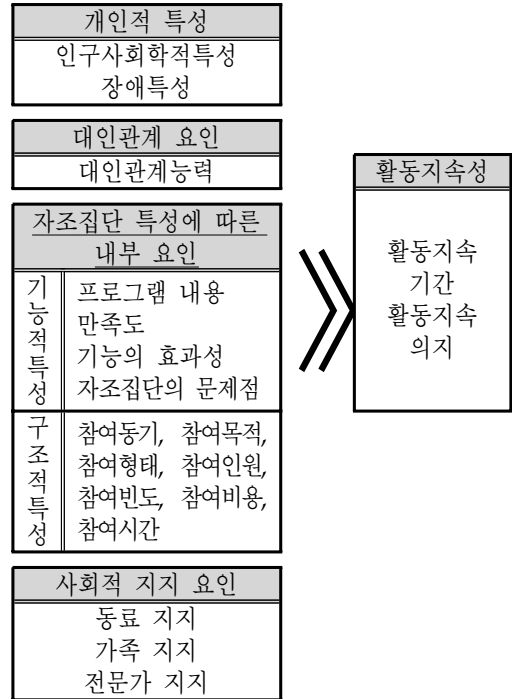 개인적 특성
인구사회학적특성
장애특성
대인관계 요인
대인관계능력
자조집단 특성에 따른
내부 요인
기능적특성
프로그램 내용
만족도
기능의 효과성
자조집단의 문제점
구조적특성
참여동기, 참여목적,
참여형태, 참여인원,
참여빈도, 참여비용,
참여시간
사회적 지지 요인
동료 지지
가족 지지
전문가 지지
활동지속성
활동지속
기간
활동지속
의지